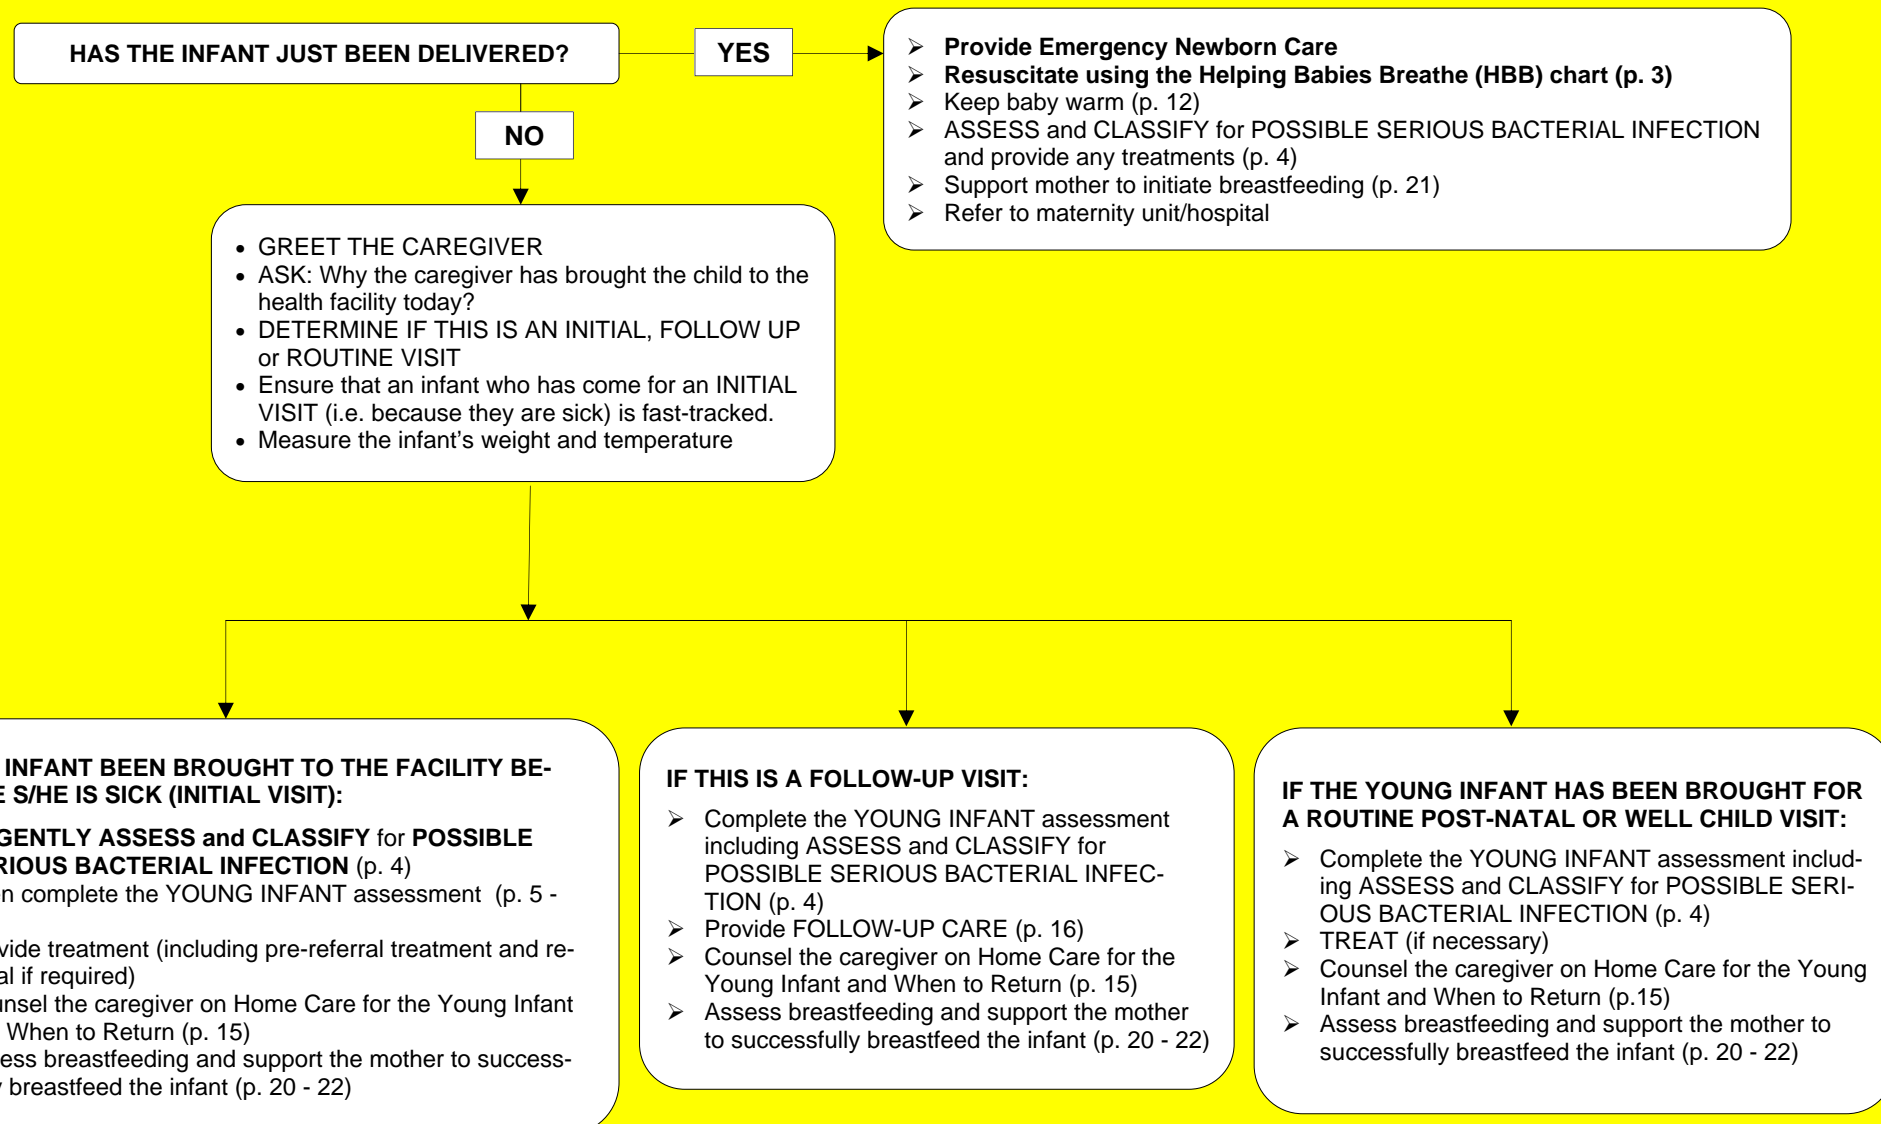 HAS THE INFANT JUST BEEN DELIVERED?
YES
➢ Provide Emergency Newborn Care
➢ Resuscitate using the Helping Babies Breathe (HBB) chart (p. 3)
➢ Keep baby warm (p. 12)
➢ ASSESS and CLASSIFY for POSSIBLE SERIOUS BACTERIAL INFECTION
and provide any treatments (p. 4)
➢ Support mother to initiate breastfeeding (p. 21)
➢ Refer to maternity unit/hospital
NO
• GREET THE CAREGIVER
• ASK: Why the caregiver has brought the child to the
health facility today?
• DETERMINE IF THIS IS AN INITIAL, FOLLOW UP
or ROUTINE VISIT
• Ensure that an infant who has come for an INITIAL
VISIT (i.e. because they are sick) is fast-tracked.
• Measure the infant’s weight and temperature
INFANT BEEN BROUGHT TO THE FACILITY BE-
E S/HE IS SICK (INITIAL VISIT):
GENTLY ASSESS and CLASSIFY for POSSIBLE
RIOUS BACTERIAL INFECTION (p. 4)
en complete the YOUNG INFANT assessment (p. 5 -
vide treatment (including pre-referral treatment and re-
al if required)
unsel the caregiver on Home Care for the Young Infant
When to Return (p. 15)
ess breastfeeding and support the mother to success-
y breastfeed the infant (p. 20 - 22)
IF THIS IS A FOLLOW-UP VISIT:
➢ Complete the YOUNG INFANT assessment
including ASSESS and CLASSIFY for
POSSIBLE SERIOUS BACTERIAL INFEC-
TION (p. 4)
➢ Provide FOLLOW-UP CARE (p. 16)
➢ Counsel the caregiver on Home Care for the
Young Infant and When to Return (p. 15)
➢ Assess breastfeeding and support the mother
to successfully breastfeed the infant (p. 20 - 22)
IF THE YOUNG INFANT HAS BEEN BROUGHT FOR
A ROUTINE POST-NATAL OR WELL CHILD VISIT:
➢ Complete the YOUNG INFANT assessment includ-
ing ASSESS and CLASSIFY for POSSIBLE SERI-
OUS BACTERIAL INFECTION (p. 4)
➢ TREAT (if necessary)
➢ Counsel the caregiver on Home Care for the Young
Infant and When to Return (p.15)
➢ Assess breastfeeding and support the mother to
successfully breastfeed the infant (p. 20 - 22)